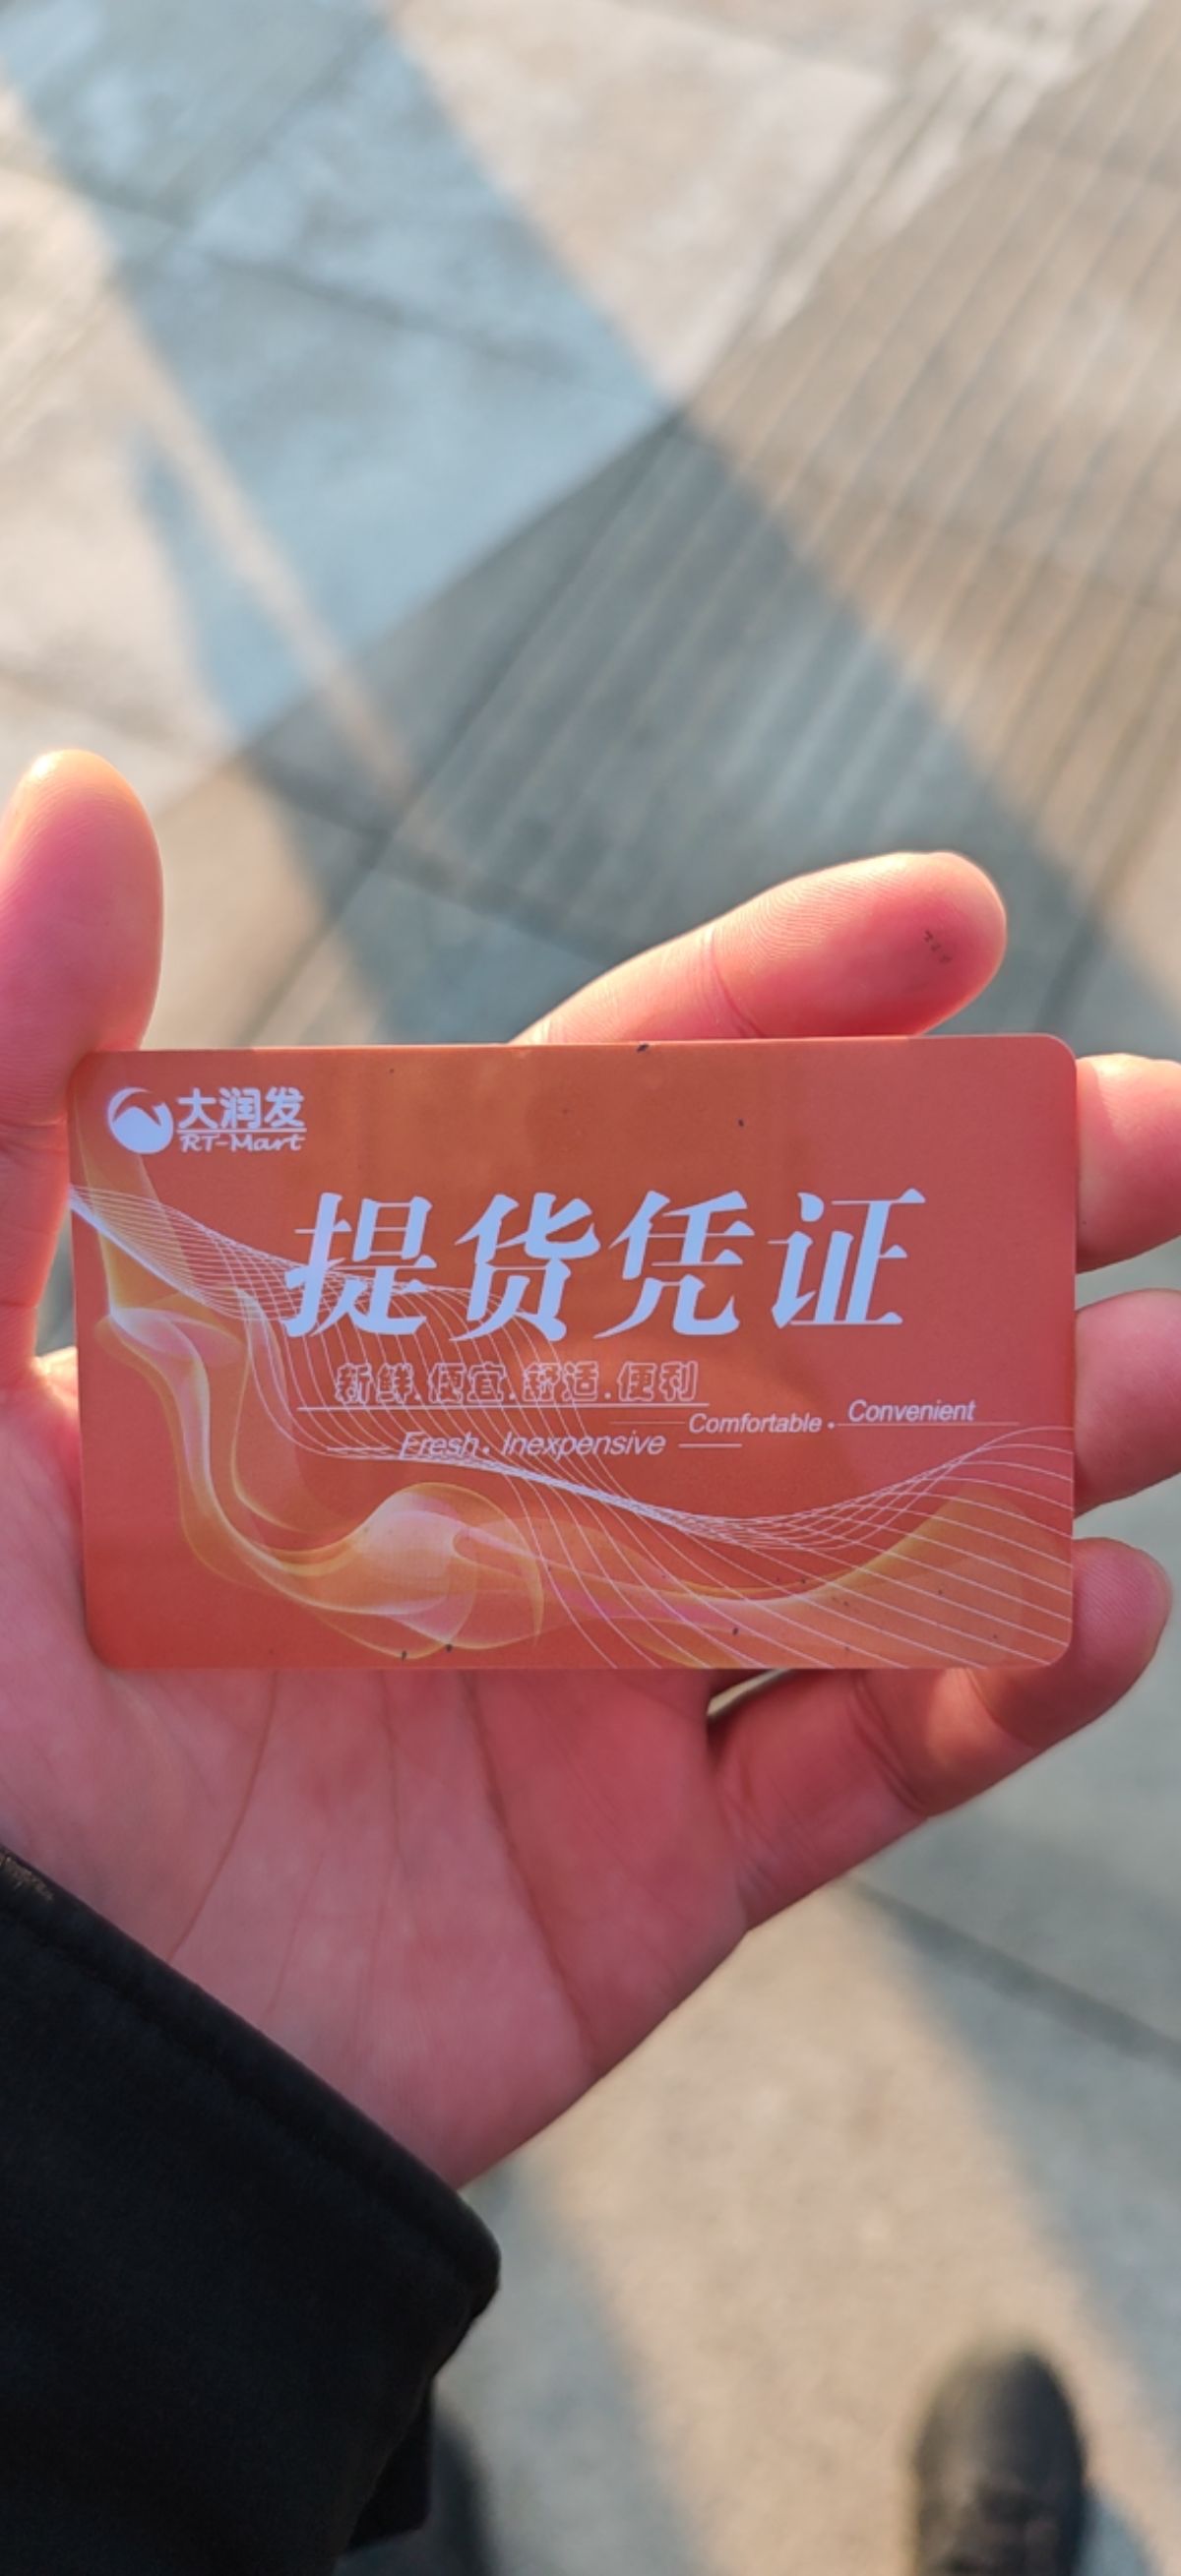 大润发
RT-Mart
提货凭证
新鲜.便宜.舒适.便利
Comfortable • Convenient
Fresh • Inexpensive